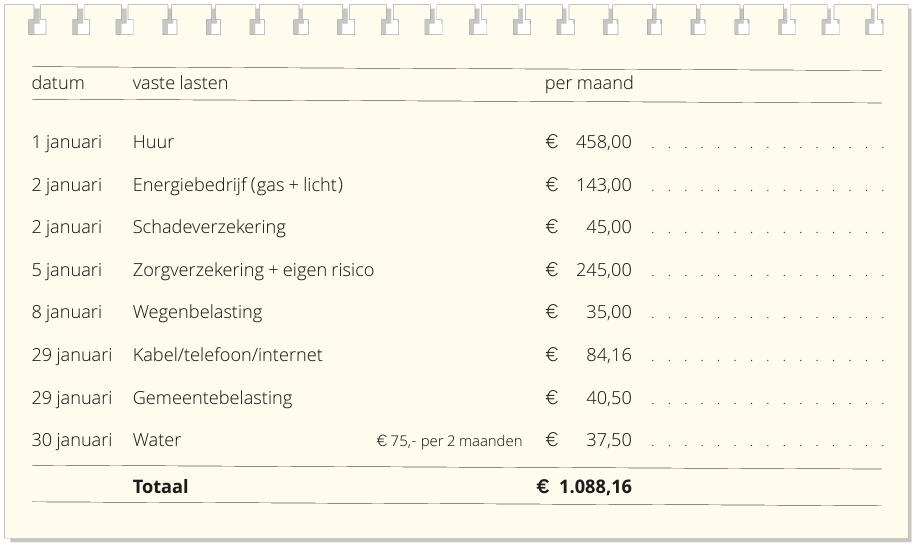 datum vaste lasten per maand
1 januari Huur € 458,00 . . . . . . . . . . . . . .
2 januari Energiebedrijf (gas + licht) € 143,00 . . . . . . . . . . . . . .
2 januari Schadeverzekering € 45,00 . . . . . . . . . . . . . .
5 januari Zorgverzekering + eigen risico € 245,00 . . . . . . . . . . . . . .
8 januari Wegenbelasting € 35,00 . . . . . . . . . . . . . .
29 januari Kabel/telefoon/internet € 84,16 . . . . . . . . . . . . . .
29 januari Gemeentebelasting € 40,50 . . . . . . . . . . . . . .
30 januari Water € 75,- per 2 maanden € 37,50 . . . . . . . . . . . . . .
Totaal € 1.088,16